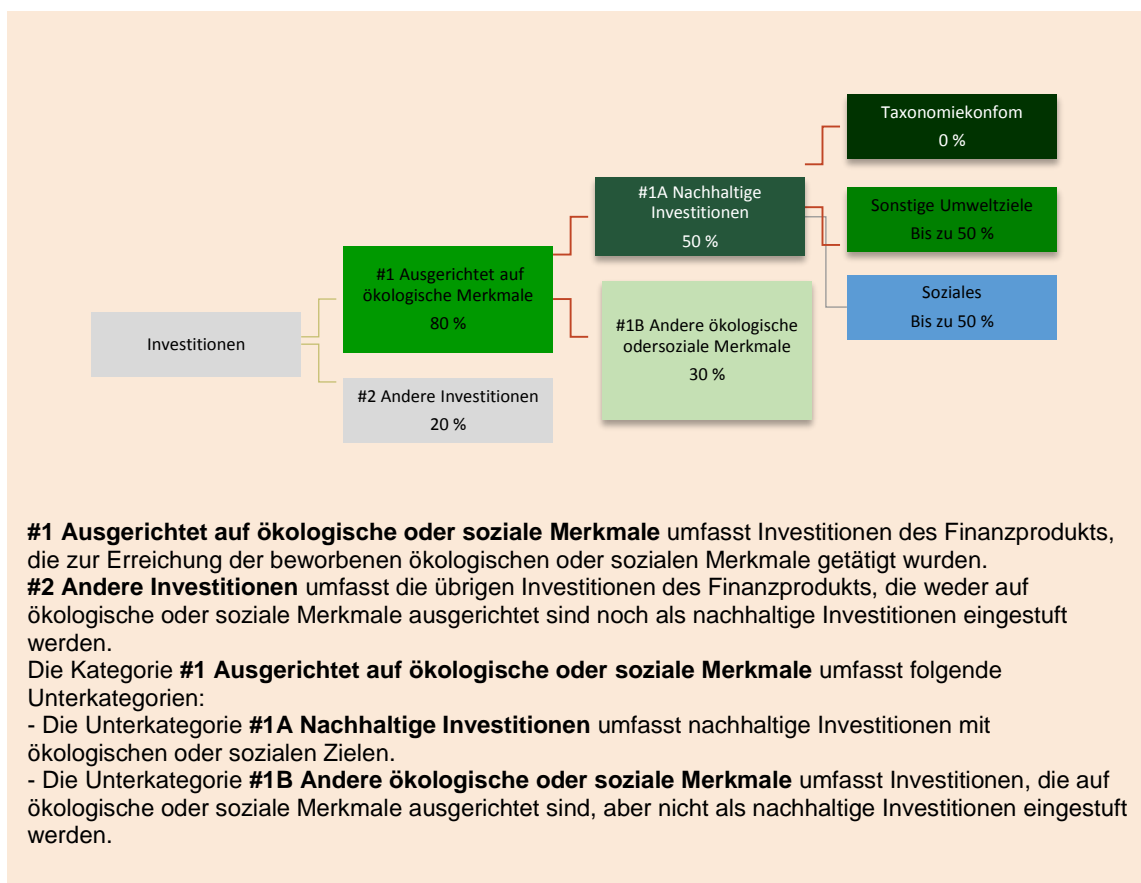 Taxonomiekonfom
0 %
#1A Nachhaltige
Investitionen
50 %
Sonstige Umweltziele
Bis zu 50 %
#1 Ausgerichtet auf
ökologische Merkmale
80 %
Soziales
Bis zu 50 %
Investitionen
#1B Andere ökologische
odersoziale Merkmale
30 %
#2 Andere Investitionen
20 %
#1 Ausgerichtet auf ökologische oder soziale Merkmale umfasst Investitionen des Finanzprodukts,
die zur Erreichung der beworbenen ökologischen oder sozialen Merkmale getätigt wurden.
#2 Andere Investitionen umfasst die übrigen Investitionen des Finanzprodukts, die weder auf
ökologische oder soziale Merkmale ausgerichtet sind noch als nachhaltige Investitionen eingestuft
werden.
Die Kategorie #1 Ausgerichtet auf ökologische oder soziale Merkmale umfasst folgende
Unterkategorien:
- Die Unterkategorie #1A Nachhaltige Investitionen umfasst nachhaltige Investitionen mit
ökologischen oder sozialen Zielen.
- Die Unterkategorie #1B Andere ökologische oder soziale Merkmale umfasst Investitionen, die auf
ökologische oder soziale Merkmale ausgerichtet sind, aber nicht als nachhaltige Investitionen eingestuft
werden.